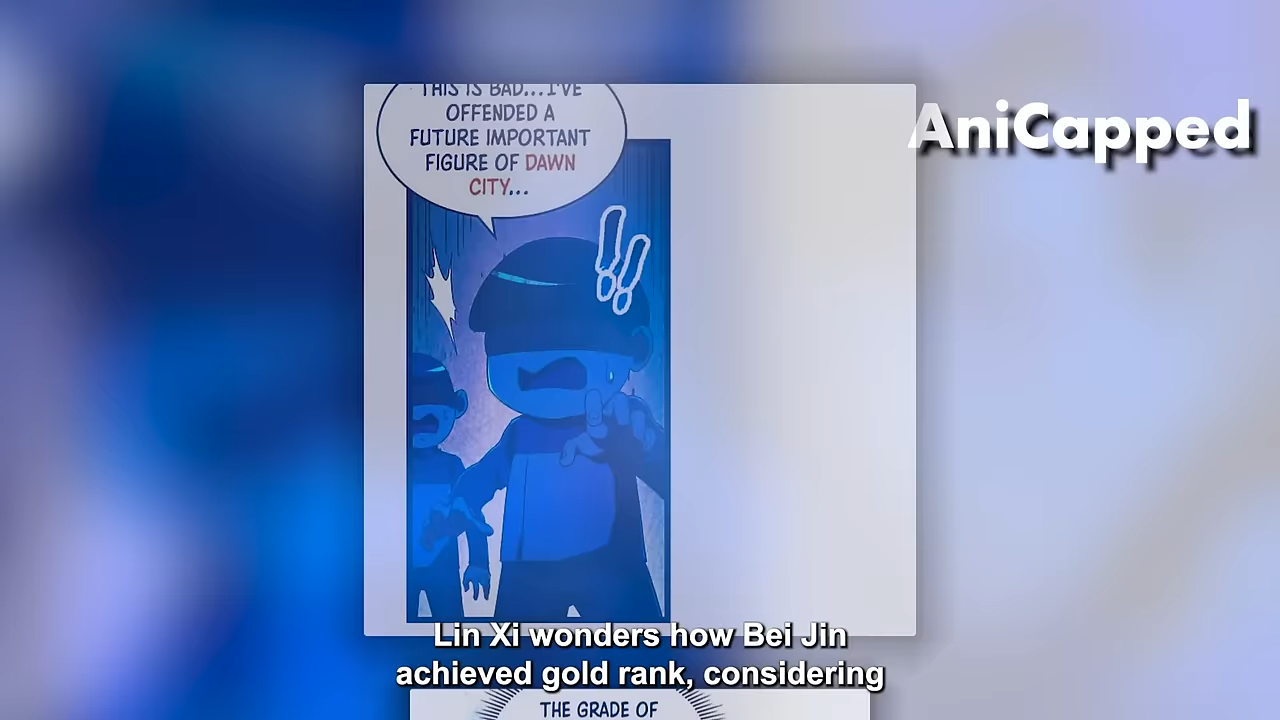 THIS IS BAD...I'VE
OFFENDED A
FUTURE IMPORTANT
FIGURE OF DAWN
CITY...
!!
AniCapped
Lin Xi wonders how Bei Jin
achieved gold rank, considering
THE GRADE OF